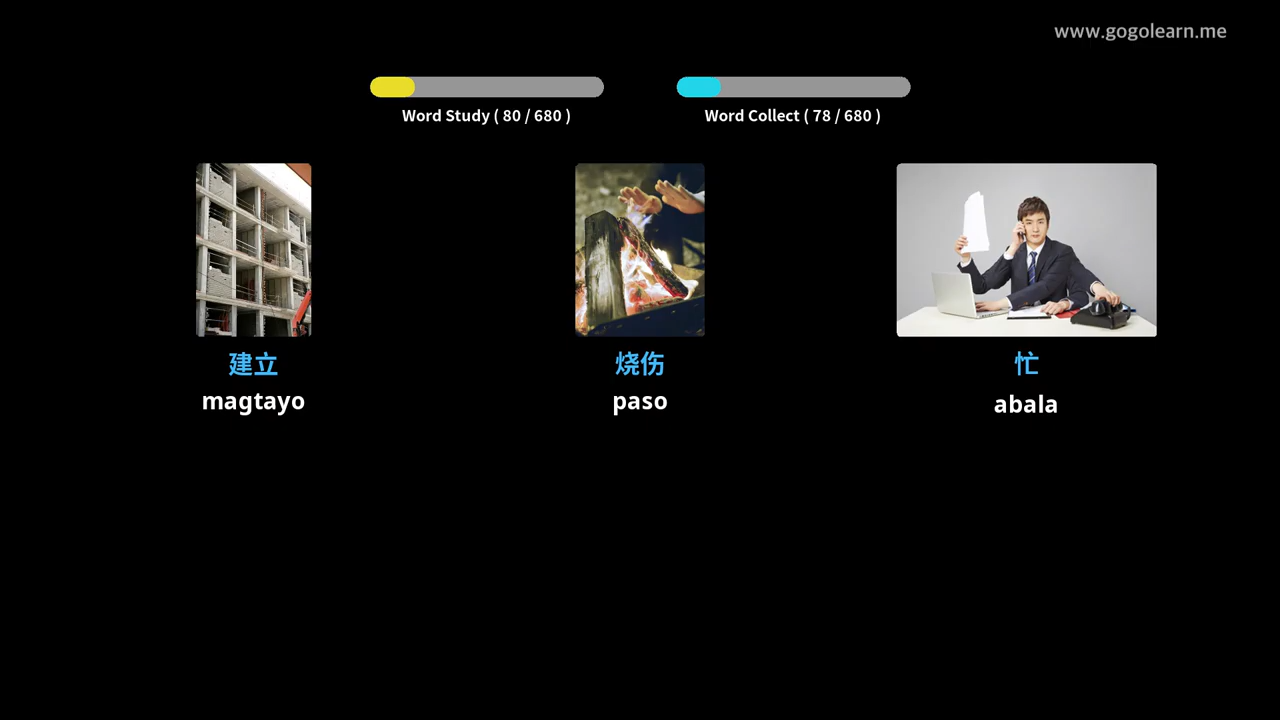 www.gogolearn.me
Word Study ( 80 / 680 )
Word Collect ( 78 / 680 )
建立
magtayo
烧伤
paso
忙
abala